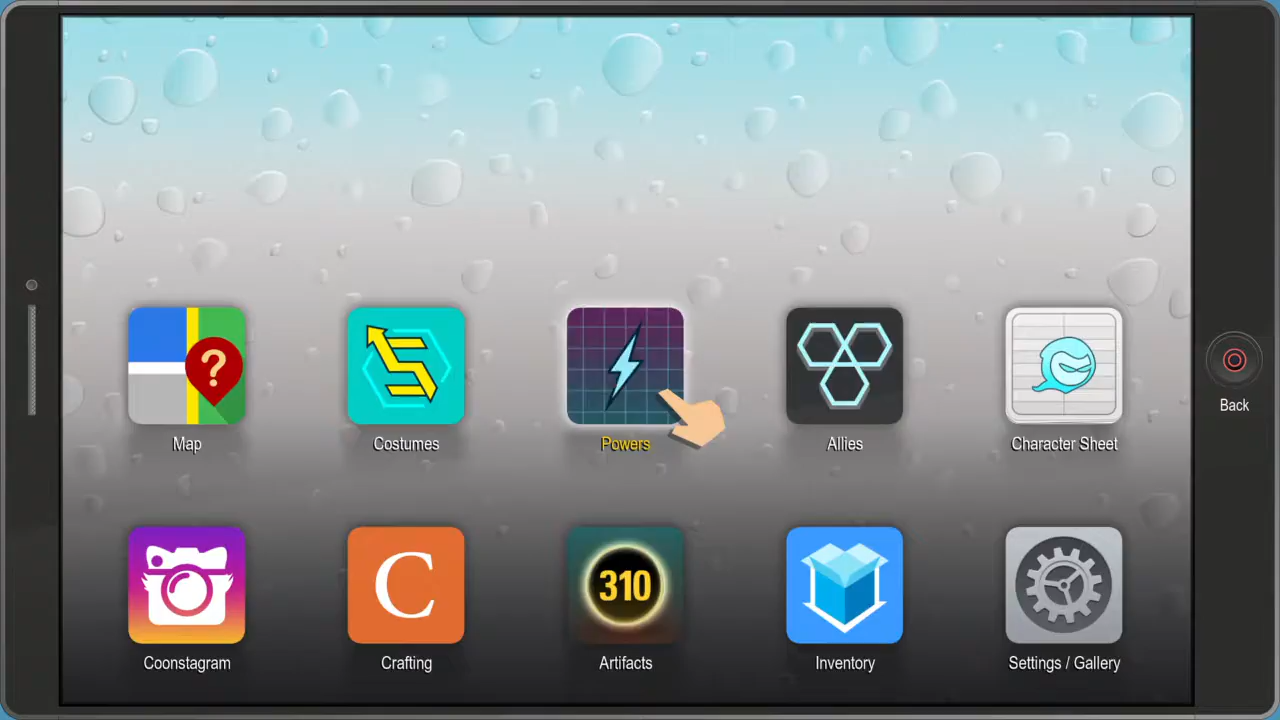 ?
Map
Costumes
Powers
Allies
Character Sheet
Back
Coonstagram
C
Crafting
310
Artifacts
Inventory
Settings / Gallery